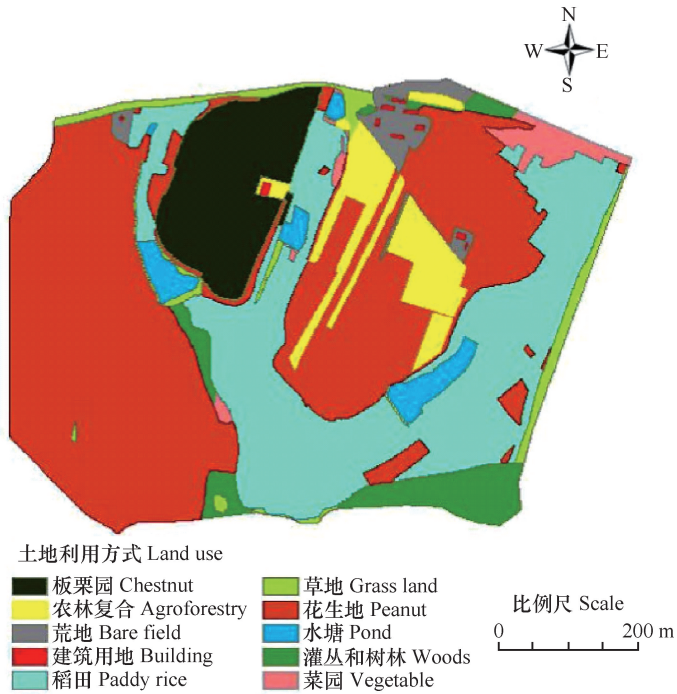 N
W E
S
土地利用方式 Land use
板栗园 Chestnut
农林复合 Agroforestry
荒地 Bare field
建筑用地 Building
稻田 Paddy rice
草地 Grass land
花生地 Peanut
水塘 Pond
灌丛和树林 Woods
菜园 Vegetable
比例尺 Scale
0 200 m